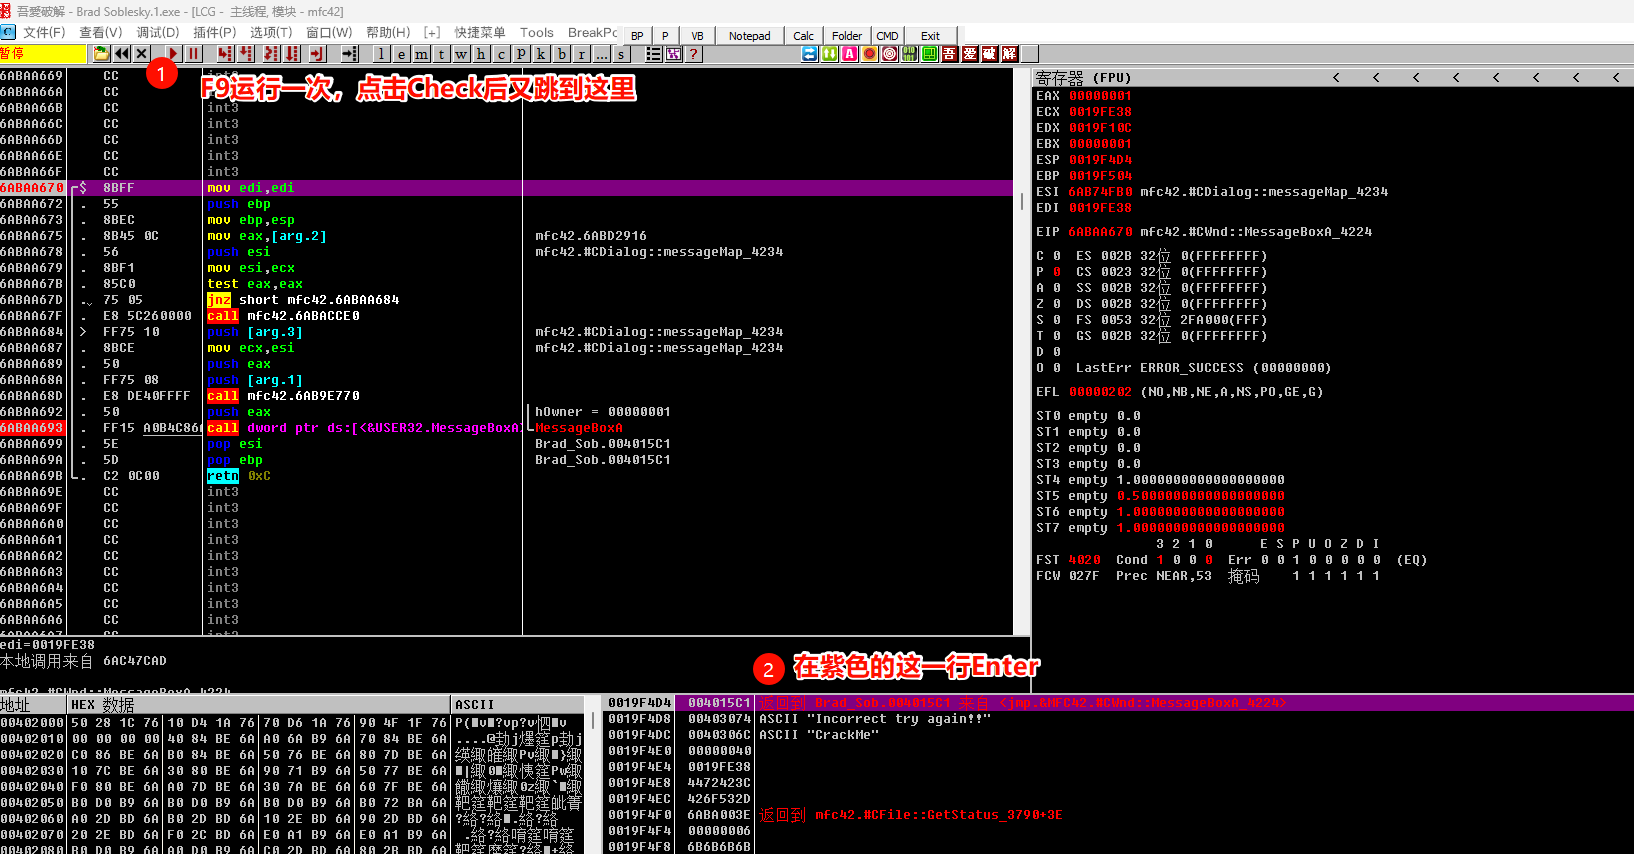 吾愛破解 - Brad Soblesky.1.exe - [LCG - 主线程, 模块 - mfc42]
文件(F) 查看(V) 调试(D) 插件(P) 选项(T) 窗口(W) 帮助(H) [+] 快捷菜单 Tools BreakPo BP P VB Notepad Calc Folder CMD Exit
暂停 l e m t w h c p k b r ... s ? 吾 爱 破 解
1 F9运行一次，点击Check后又跳到这里
6ABAA669 CC int3
6ABAA66A CC
6ABAA66B CC int3
6ABAA66C CC int3
6ABAA66D CC int3
6ABAA66E CC int3
6ABAA66F CC int3
6ABAA670 $ 8BFF mov edi,edi
6ABAA672 . 55 push ebp
6ABAA673 . 8BEC mov ebp,esp
6ABAA675 . 8B45 0C mov eax,[arg.2] mfc42.6ABD2916
6ABAA678 . 56 push esi mfc42.#CDialog::messageMap_4234
6ABAA679 . 8BF1 mov esi,ecx
6ABAA67B . 85C0 test eax,eax
6ABAA67D . 75 05 jnz short mfc42.6ABAA684
6ABAA67F . E8 5C260000 call mfc42.6ABACCE0
6ABAA684 > FF75 10 push [arg.3] mfc42.#CDialog::messageMap_4234
6ABAA687 . 8BCE mov ecx,esi mfc42.#CDialog::messageMap_4234
6ABAA689 . 50 push eax
6ABAA68A . FF75 08 push [arg.1]
6ABAA68D . E8 DE40FFFF call mfc42.6AB9E770
6ABAA692 . 50 push eax hOwner = 00000001
6ABAA693 . FF15 A0B4C86A call dword ptr ds:[<&USER32.MessageBoxA> MessageBoxA
6ABAA699 . 5E pop esi Brad_Sob.004015C1
6ABAA69A . 5D pop ebp Brad_Sob.004015C1
6ABAA69B . C2 0C00 retn 0xC
6ABAA69E CC int3
6ABAA69F CC int3
6ABAA6A0 CC int3
6ABAA6A1 CC int3
6ABAA6A2 CC int3
6ABAA6A3 CC int3
6ABAA6A4 CC int3
6ABAA6A5 CC int3
6ABAA6A6 CC int3
edi=0019FE38
本地调用来自 6AC47CAD
寄存器 (FPU) < < < < < < < <
EAX 00000001
ECX 0019FE38
EDX 0019F10C
EBX 00000001
ESP 0019F4D4
EBP 0019F504
ESI 6AB74FB0 mfc42.#CDialog::messageMap_4234
EDI 0019FE38
EIP 6ABAA670 mfc42.#CWnd::MessageBoxA_4224
C 0 ES 002B 32位 0(FFFFFFFF)
P 0 CS 0023 32位 0(FFFFFFFF)
A 0 SS 002B 32位 0(FFFFFFFF)
Z 0 DS 002B 32位 0(FFFFFFFF)
S 0 FS 0053 32位 2FA000(FFF)
T 0 GS 002B 32位 0(FFFFFFFF)
D 0
O 0 LastErr ERROR_SUCCESS (00000000)
EFL 00000202 (NO,NB,NE,A,NS,PO,GE,G)
ST0 empty 0.0
ST1 empty 0.0
ST2 empty 0.0
ST3 empty 0.0
ST4 empty 1.0000000000000000000
ST5 empty 0.5000000000000000000
ST6 empty 1.0000000000000000000
ST7 empty 1.0000000000000000000
3 2 1 0 E S P U O Z D I
FST 4020 Cond 1 0 0 0 Err 0 0 1 0 0 0 0 0 (EQ)
FCW 027F Prec NEAR,53 掩码 1 1 1 1 1 1
2 在紫色的这一行Enter
地址 HEX 数据 ASCII
00402000 50 28 1C 76 10 D4 1A 76 70 D6 1A 76 90 4F 1F 76
00402010 00 00 00 00 40 84 BE 6A A0 6A B9 6A 70 84 BE 6A
00402020 C0 86 BE 6A B0 84 BE 6A 50 76 BE 6A 80 7D BE 6A
00402030 10 7C BE 6A 30 80 BE 6A 90 71 B9 6A 50 77 BE 6A
00402040 F0 80 BE 6A A0 7D BE 6A 30 7A BE 6A 60 7F BE 6A
00402050 B0 D0 B9 6A B0 D0 B9 6A B0 D0 B9 6A B0 72 BA 6A
00402060 A0 2D BD 6A B0 2D BD 6A 10 2E BD 6A 90 2D BD 6A
00402070 20 2E BD 6A F0 2C BD 6A E0 A1 B9 6A E0 A1 B9 6A
00402080 B0 D0 B9 6A A0 D0 B9 6A C0 2D BD 6A 80 2B BD 6A
0019F4D4 004015C1 返回到 Brad_Sob.004015C1 来自 <jmp.&MFC42.#CWnd::MessageBoxA_4224>
0019F4D8 00403074 ASCII "Incorrect try again!!"
0019F4DC 0040306C ASCII "CrackMe"
0019F4E0 00000040
0019F4E4 0019FE38
0019F4E8 4472423C
0019F4EC 426F532D
0019F4F0 6ABA003E 返回到 mfc42.#CFile::GetStatus_3790+3E
0019F4F4 00000006
0019F4F8 6B6B6B6B